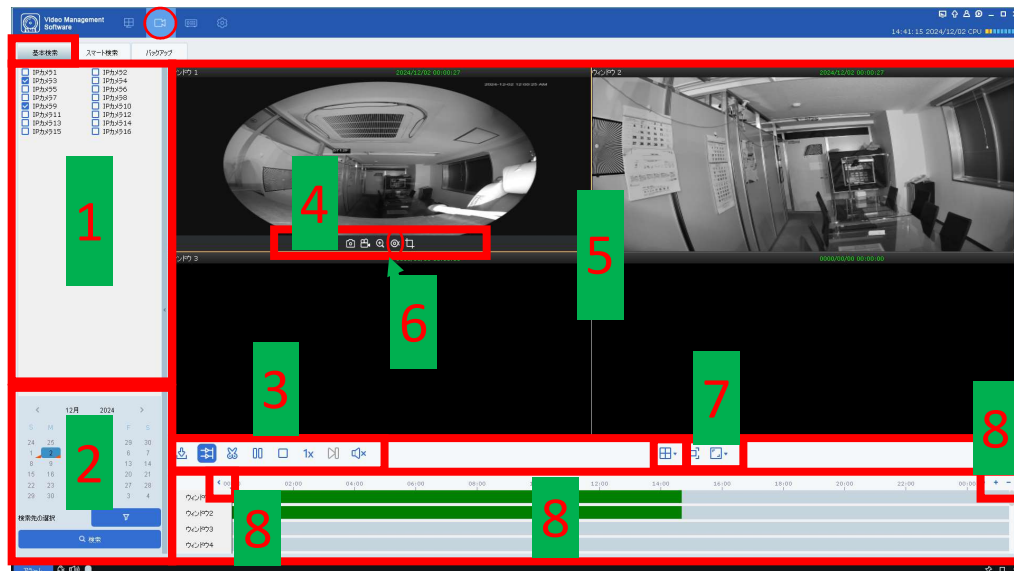 Video Management
Software
14:41:15 2024/12/02 CPU
基本検索 スマート検索 バックアップ
IPカメラ1 IPカメラ2
IPカメラ3 IPカメラ4
IPカメラ5 IPカメラ6
IPカメラ7 IPカメラ8
IPカメラ9 IPカメラ10
IPカメラ11 IPカメラ12
IPカメラ13 IPカメラ14
IPカメラ15 IPカメラ16
ンドウ 1 2024/12/02 00:00:27
ウィンドウ 2 2024/12/02 00:00:27
1
4
5
ンドウ 3
0000/00/00 00:00:00
6
3
7
8
12月 2024
S M F S
24 25 29 30
1 2 6 7
8 9 13 14
15 16 20 21
22 23 27 28
29 30 3 4
2
1x
02:00 04:00 06:00 08:00 12:00 14:00 16:00 18:00 20:00 22:00
ウィンドウ2
ウィンドウ3
ウィンドウ4
8
8
検索先の選択
検索